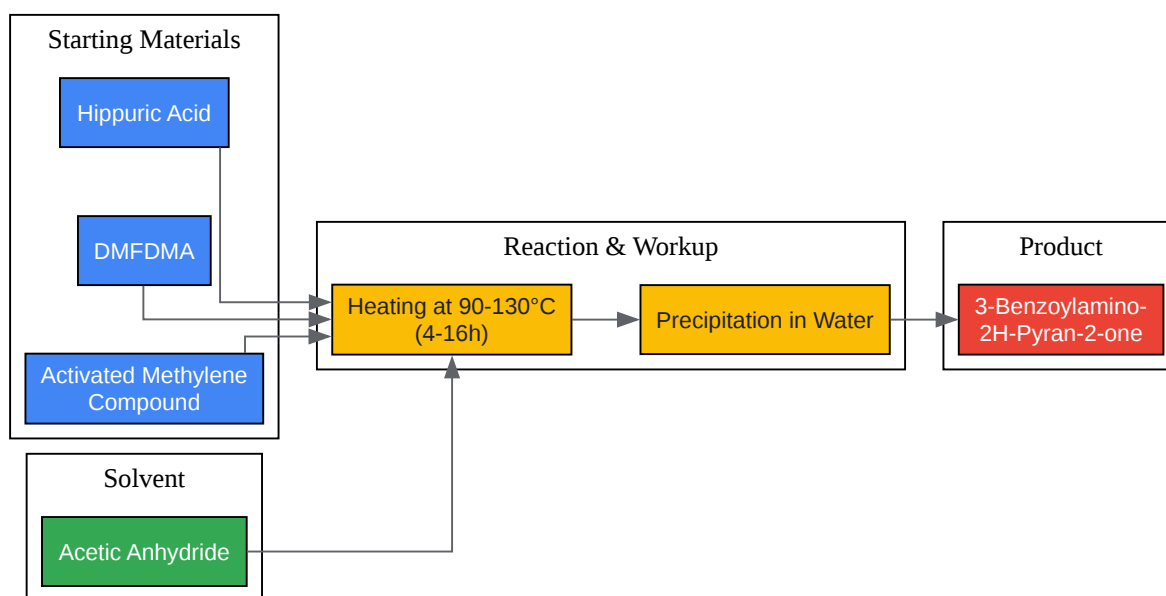 Starting Materials
Hippuric Acid
DMFDMA
Activated Methylene
Compound
Solvent
Acetic Anhydride
Reaction & Workup
Heating at 90-130°C
(4-16h)
Precipitation in Water
Product
3-Benzoylamino-
2H-Pyran-2-one